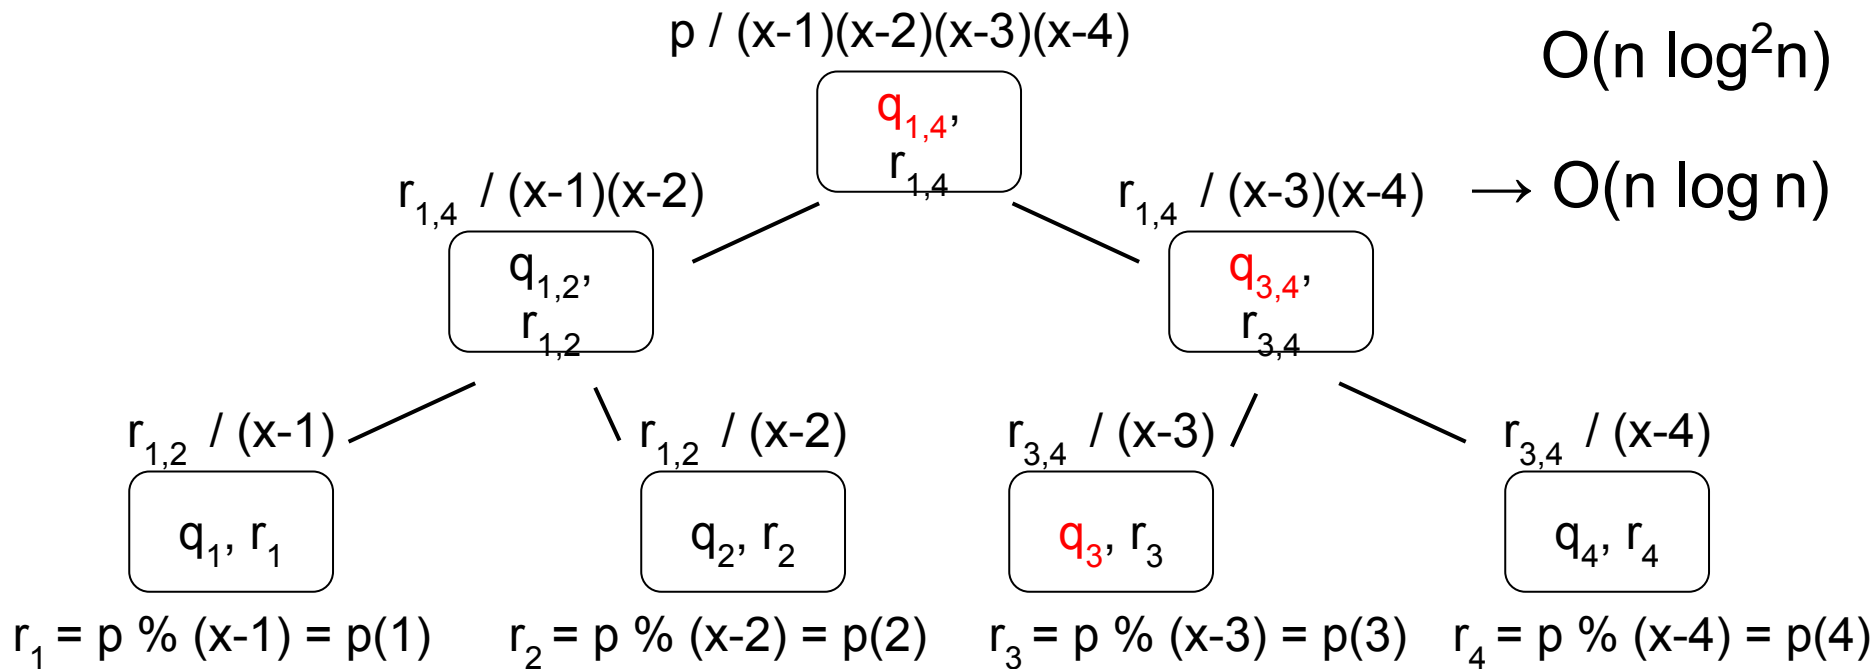 p / (x-1)(x-2)(x-3)(x-4)
O(n log²n)
q₁,₄,
r₁,₄
r₁,₄ / (x-1)(x-2)
r₁,₄ / (x-3)(x-4)
→ O(n log n)
q₁,₂,
r₁,₂
q₃,₄,
r₃,₄
r₁,₂ / (x-1)
r₁,₂ / (x-2)
r₃,₄ / (x-3)
r₃,₄ / (x-4)
q₁, r₁
q₂, r₂
q₃, r₃
q₄, r₄
r₁ = p % (x-1) = p(1)
r₂ = p % (x-2) = p(2)
r₃ = p % (x-3) = p(3)
r₄ = p % (x-4) = p(4)